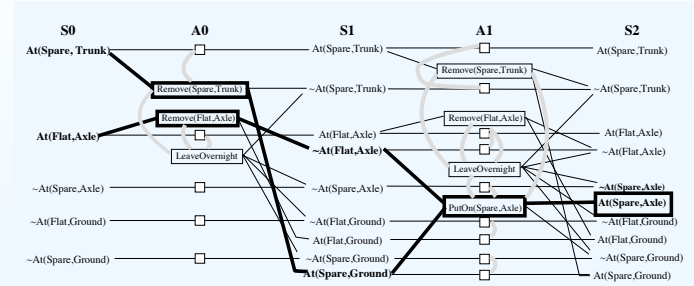 S0
A0
S1
A1
S2
At(Spare, Trunk)
At(Flat,Axle)
~At(Spare,Axle)
~At(Flat,Ground)
~At(Spare,Ground)
Remove(Spare,Trunk)
Remove(Flat,Axle)
LeaveOvernight
At(Spare,Trunk)
~At(Spare,Trunk)
At(Flat,Axle)
~At(Flat,Axle)
~At(Spare,Axle)
~At(Flat,Ground)
At(Flat,Ground)
~At(Spare,Ground)
At(Spare,Ground)
Remove(Spare,Trunk)
Remove(Flat,Axle)
LeaveOvernight
PutOn(Spare,Axle)
At(Spare,Trunk)
~At(Spare,Trunk)
At(Flat,Axle)
~At(Flat,Axle)
~At(Spare,Axle)
At(Spare,Axle)
~At(Flat,Ground)
At(Flat,Ground)
~At(Spare,Ground)
At(Spare,Ground)